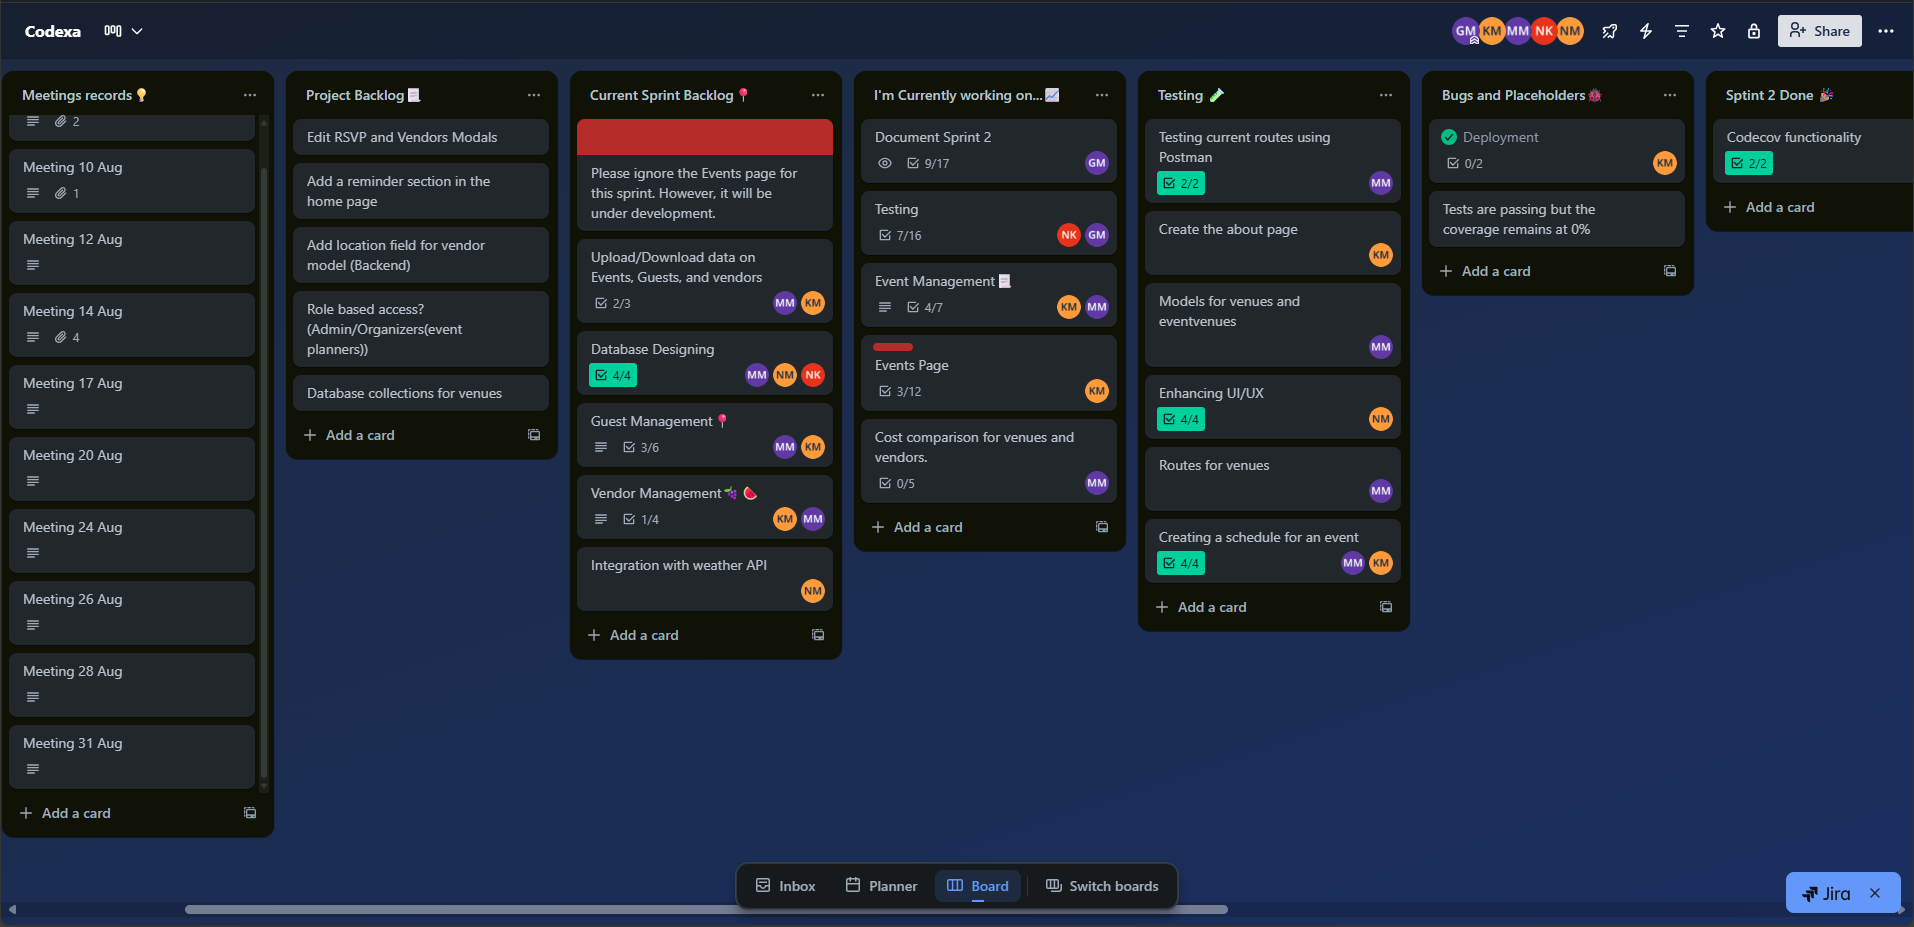 Codexa
GM KM MM NK NM
Share
Meetings records
2
Meeting 10 Aug
1
Meeting 12 Aug
Meeting 14 Aug
4
Meeting 17 Aug
Meeting 20 Aug
Meeting 24 Aug
Meeting 26 Aug
Meeting 28 Aug
Meeting 31 Aug
Add a card
Project Backlog
Edit RSVP and Vendors Modals
Add a reminder section in the
home page
Add location field for vendor
model (Backend)
Role based access?
(Admin/Organizers(event
planners))
Database collections for venues
Add a card
Current Sprint Backlog
Please ignore the Events page for
this sprint. However, it will be
under development.
Upload/Download data on
Events, Guests, and vendors
2/3 MM KM
Database Designing
4/4 MM NM NK
Guest Management
3/6 MM KM
Vendor Management
1/4 KM MM
Integration with weather API
NM
Add a card
I'm Currently working on...
Document Sprint 2
9/17 GM
Testing
7/16 NK GM
Event Management
4/7 KM MM
Events Page
3/12 KM
Cost comparison for venues and
vendors.
0/5 MM
Add a card
Testing
Testing current routes using
Postman
2/2 MM
Create the about page
KM
Models for venues and
eventvenues
MM
Enhancing UI/UX
4/4 NM
Routes for venues
MM
Creating a schedule for an event
4/4 MM KM
Add a card
Bugs and Placeholders
Deployment
0/2 KM
Tests are passing but the
coverage remains at 0%
Add a card
Sptint 2 Done
Codecov functionality
2/2
Add a card
Inbox
Planner
Board
Switch boards
Jira